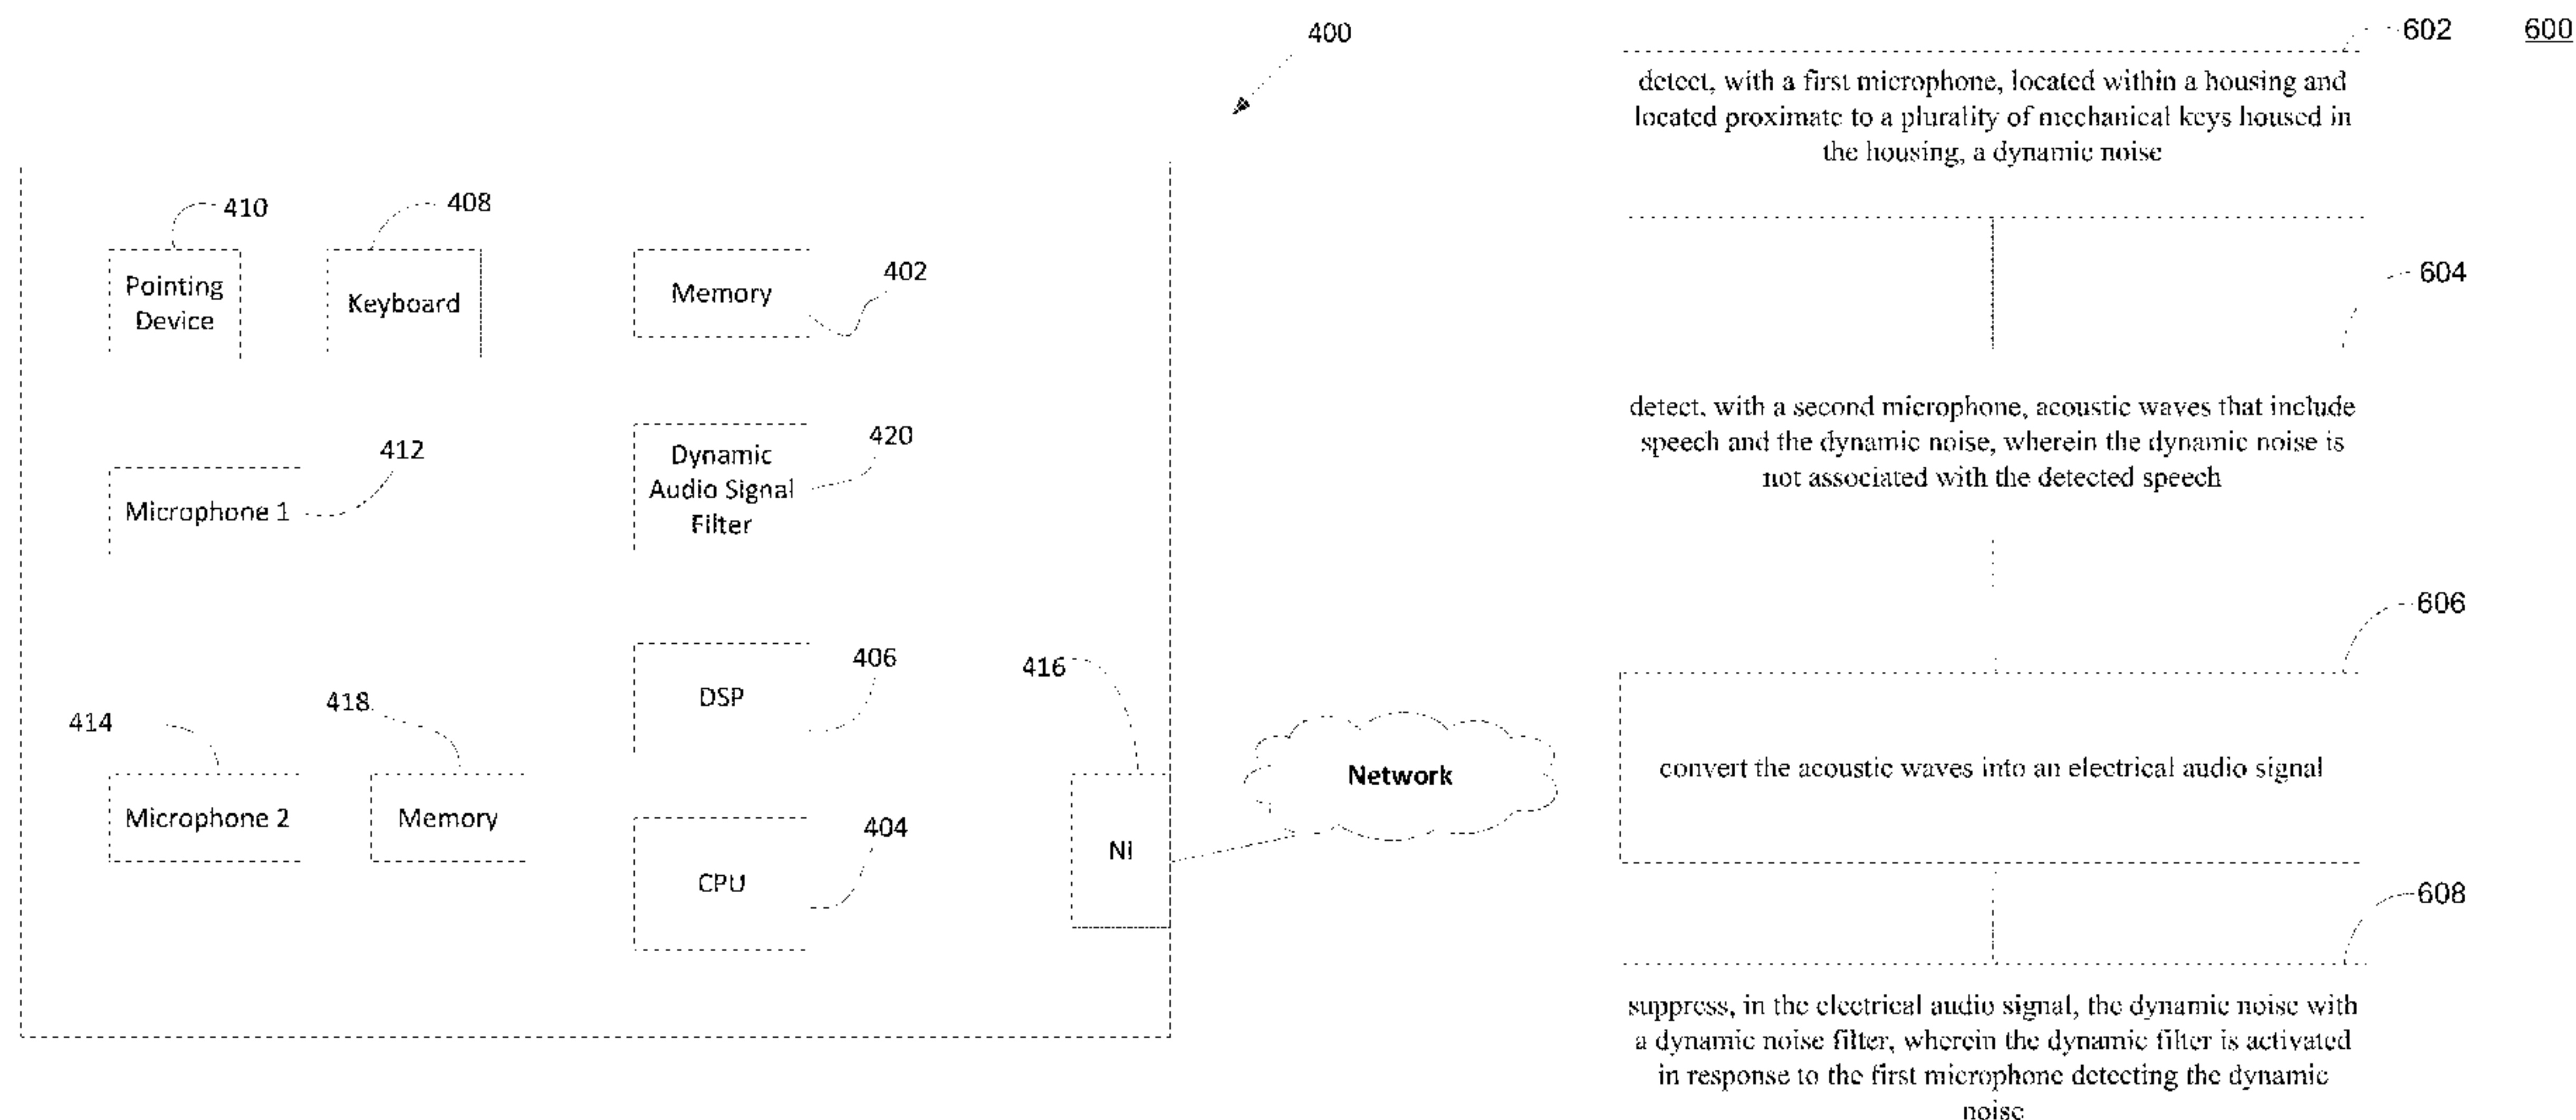 400
410
408
Pointing
Device
Keyboard
Memory
402
412
Microphone 1
Dynamic
Audio Signal
Filter
420
414
418
Microphone 2
Memory
DSP
406
CPU
404
416
NI
Network
600
602
detect, with a first microphone, located within a housing and
located proximate to a plurality of mechanical keys housed in
the housing, a dynamic noise
604
detect, with a second microphone, acoustic waves that include
speech and the dynamic noise, wherein the dynamic noise is
not associated with the detected speech
606
convert the acoustic waves into an electrical audio signal
608
suppress, in the electrical audio signal, the dynamic noise with
a dynamic noise filter, wherein the dynamic filter is activated
in response to the first microphone detecting the dynamic
noise